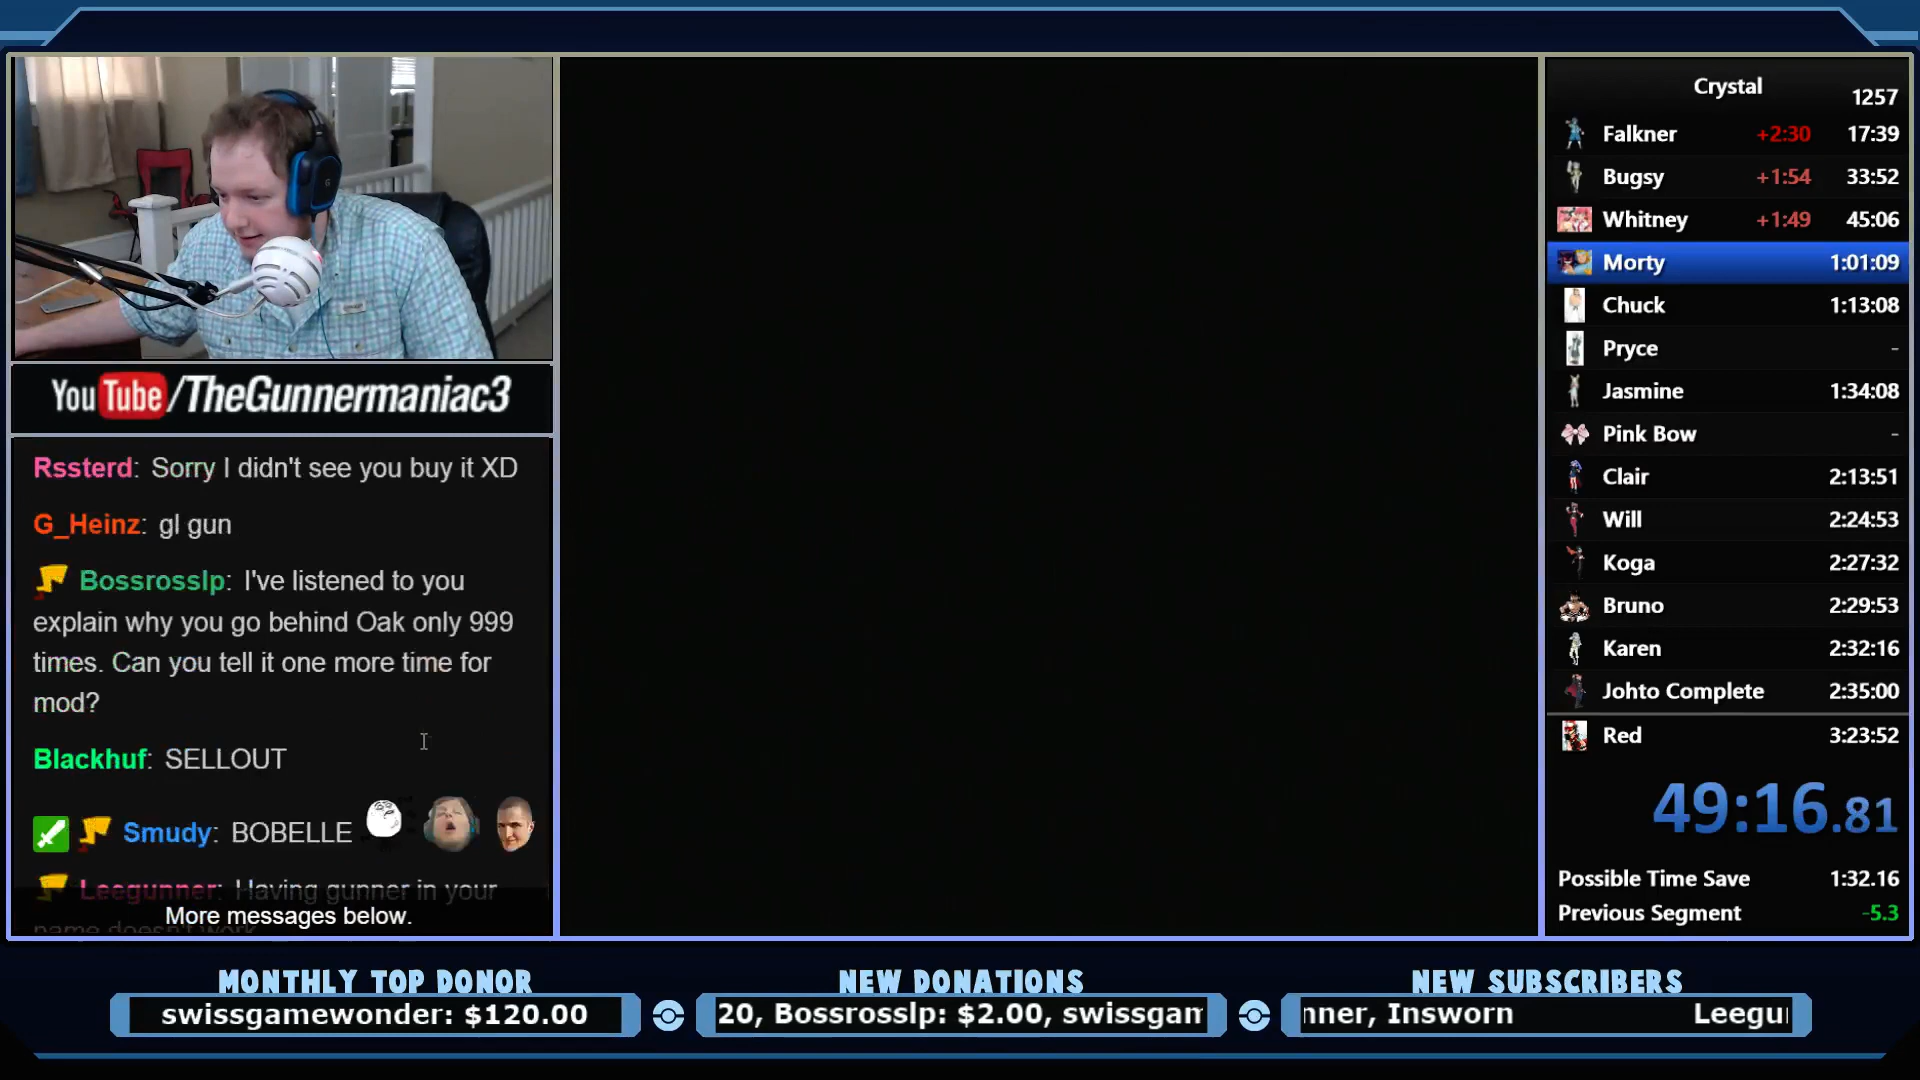 YouTube/TheGunnermaniac3
Rssterd: Sorry I didn't see you buy it XD
G_Heinz: gl gun
Bossrosslp: I've listened to you
explain why you go behind Oak only 999
times. Can you tell it one more time for
mod?
Blackhuf: SELLOUT
Smudy: BOBELLE
Leegunner: Having gunner in your
name doesn't work
More messages below.
Crystal
1257
Falkner +2:30 17:39
Bugsy +1:54 33:52
Whitney +1:49 45:06
Morty 1:01:09
Chuck 1:13:08
Pryce -
Jasmine 1:34:08
Pink Bow -
Clair 2:13:51
Will 2:24:53
Koga 2:27:32
Bruno 2:29:53
Karen 2:32:16
Johto Complete 2:35:00
Red 3:23:52
49:16.81
Possible Time Save 1:32.16
Previous Segment -5.3
MONTHLY TOP DONOR
swissgamewonder: $120.00
NEW DONATIONS
20, Bossrosslp: $2.00, swissgam
NEW SUBSCRIBERS
nner, Insworn Leegu